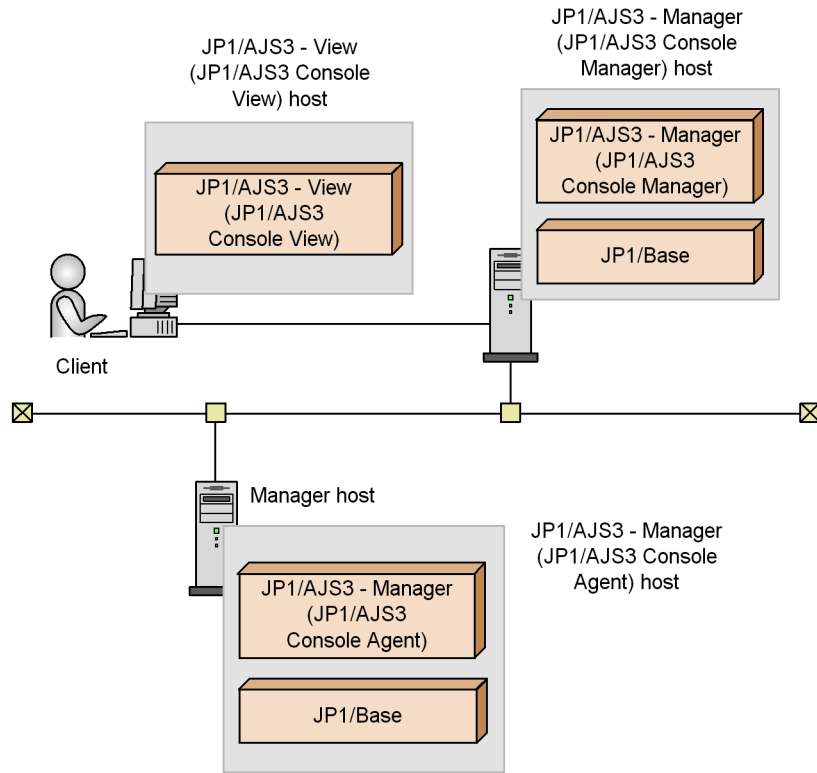 JP1/AJS3 - View
(JP1/AJS3 Console
View) host
JP1/AJS3 - View
(JP1/AJS3
Console View)
JP1/AJS3 - Manager
(JP1/AJS3 Console
Manager) host
JP1/AJS3 - Manager
(JP1/AJS3
Console Manager)
JP1/Base
Client
Manager host
JP1/AJS3 - Manager
(JP1/AJS3
Console Agent)
JP1/Base
JP1/AJS3 - Manager
(JP1/AJS3 Console
Agent) host